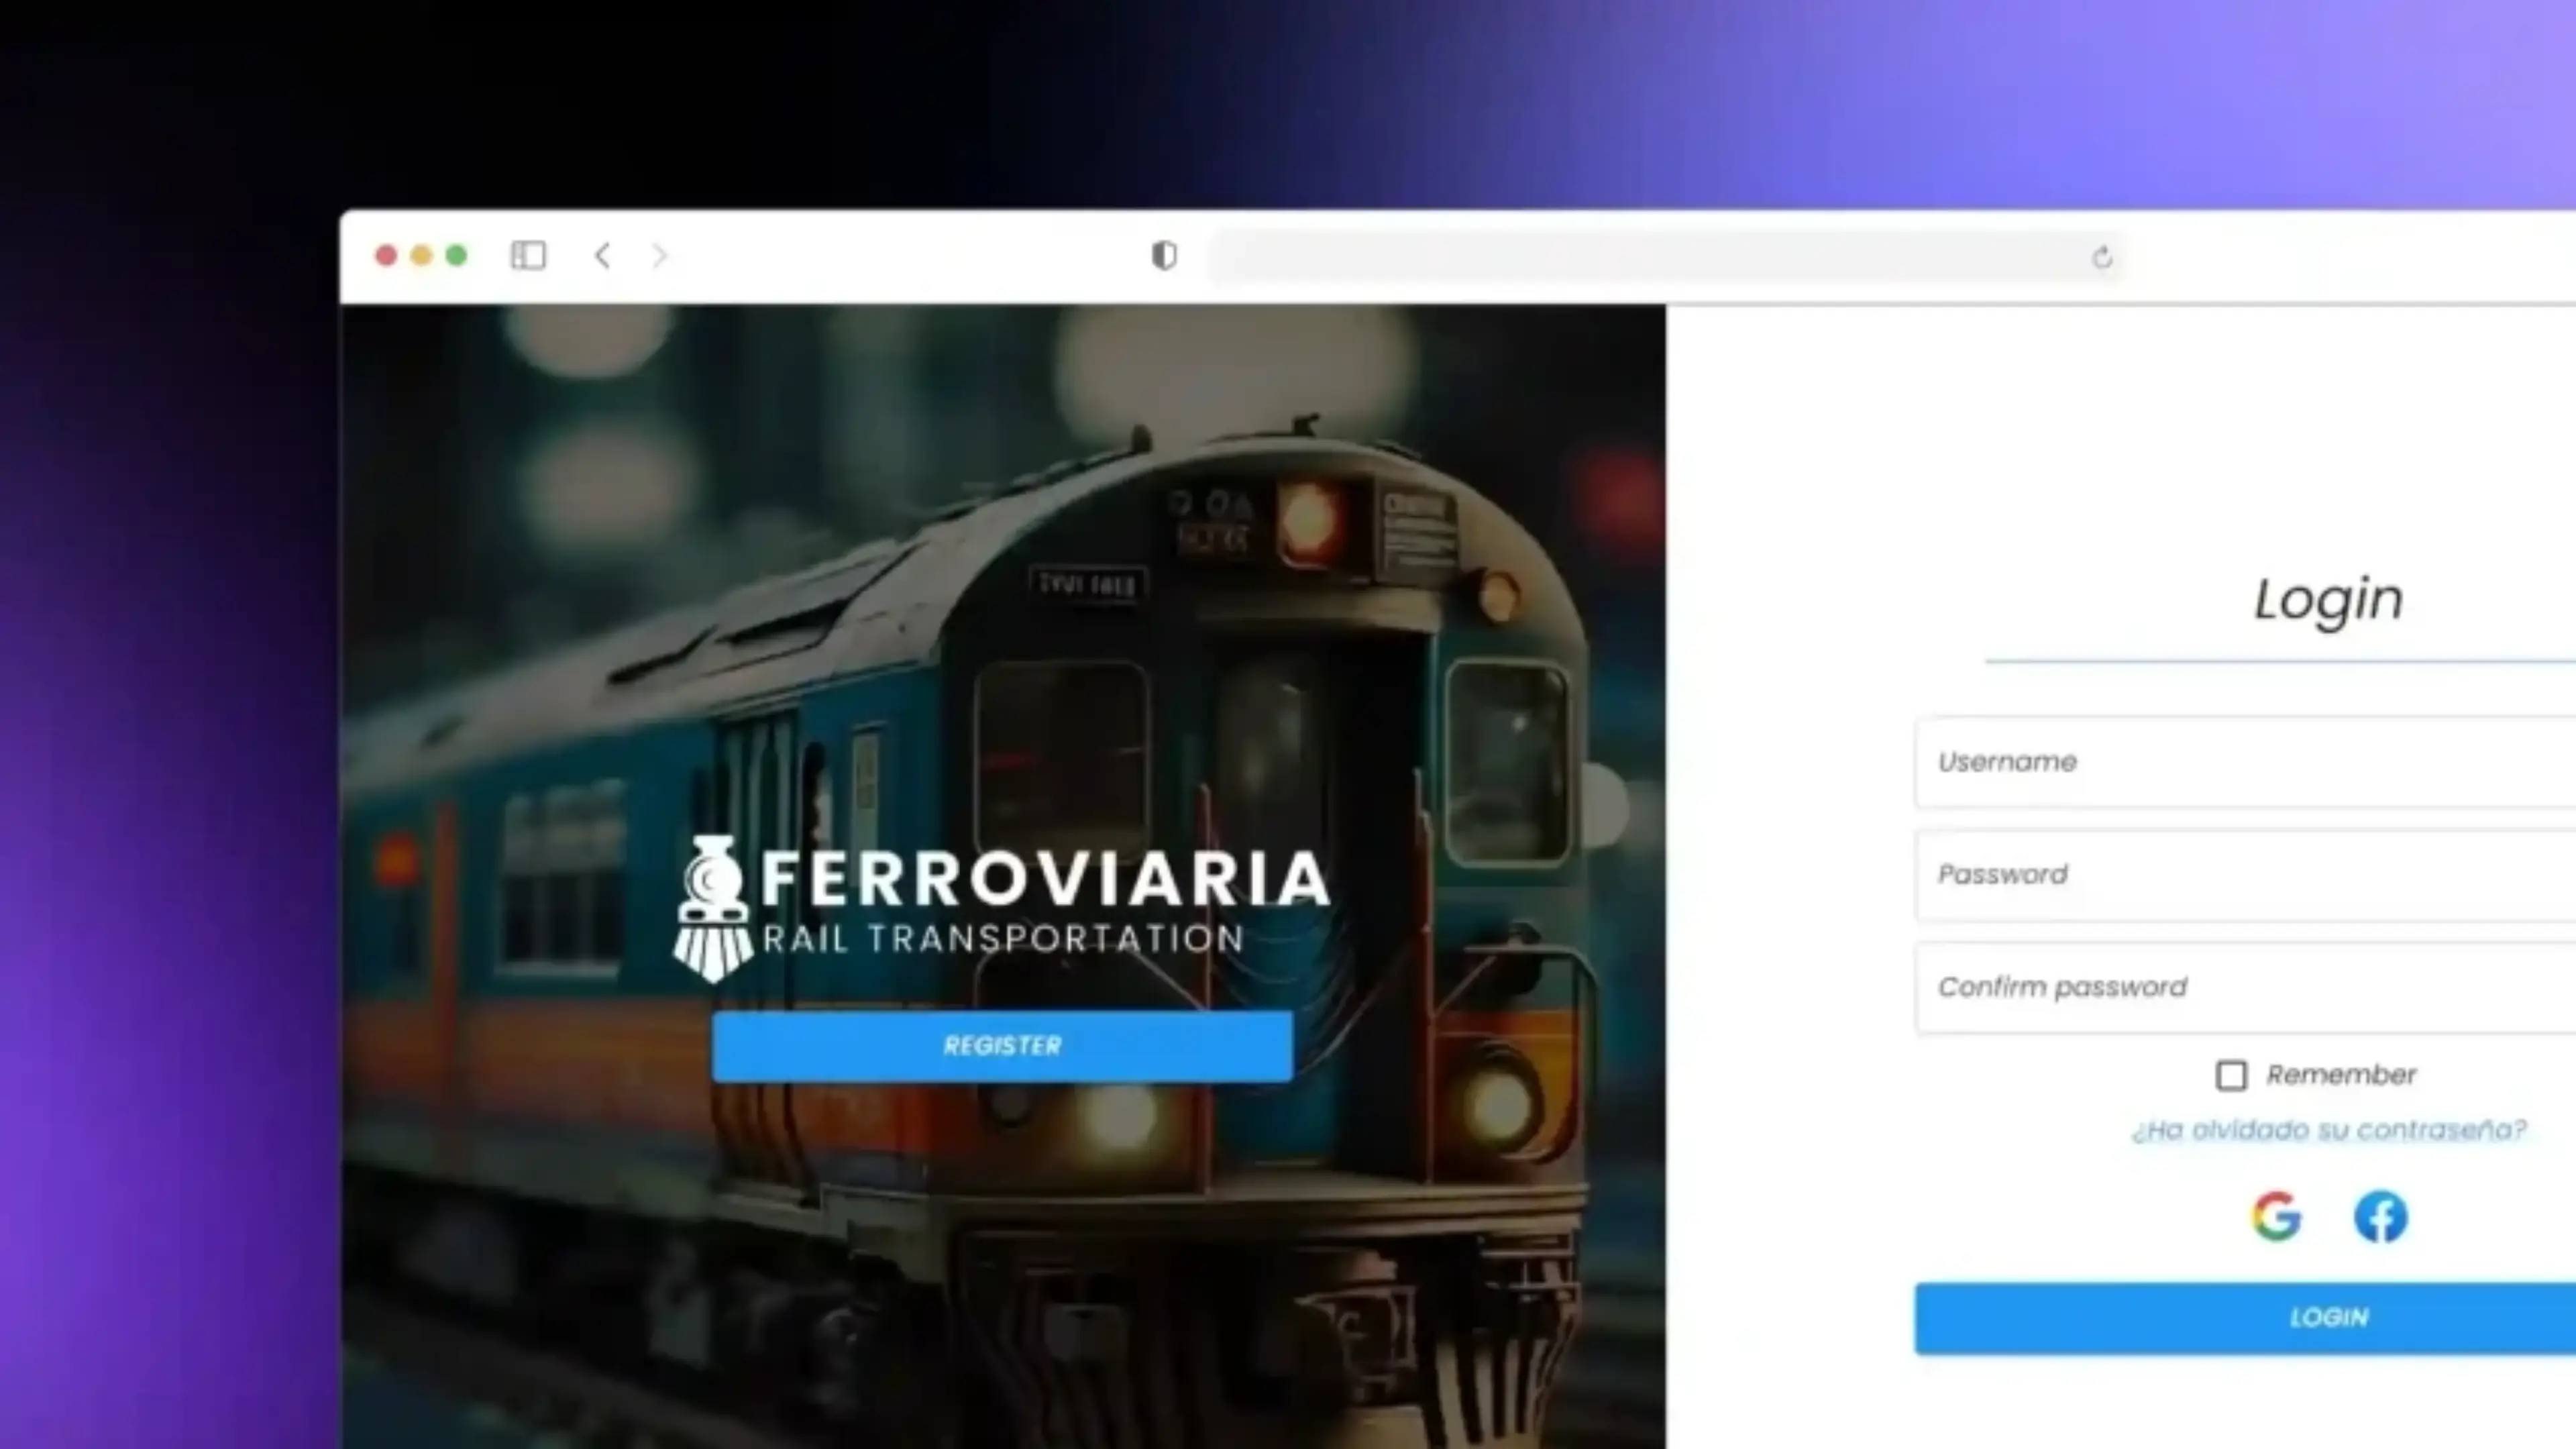 FERROVIARIA
RAIL TRANSPORTATION
REGISTER
Login
Username
Password
Confirm password
Remember
¿Ha olvidado su contraseña?
LOGIN